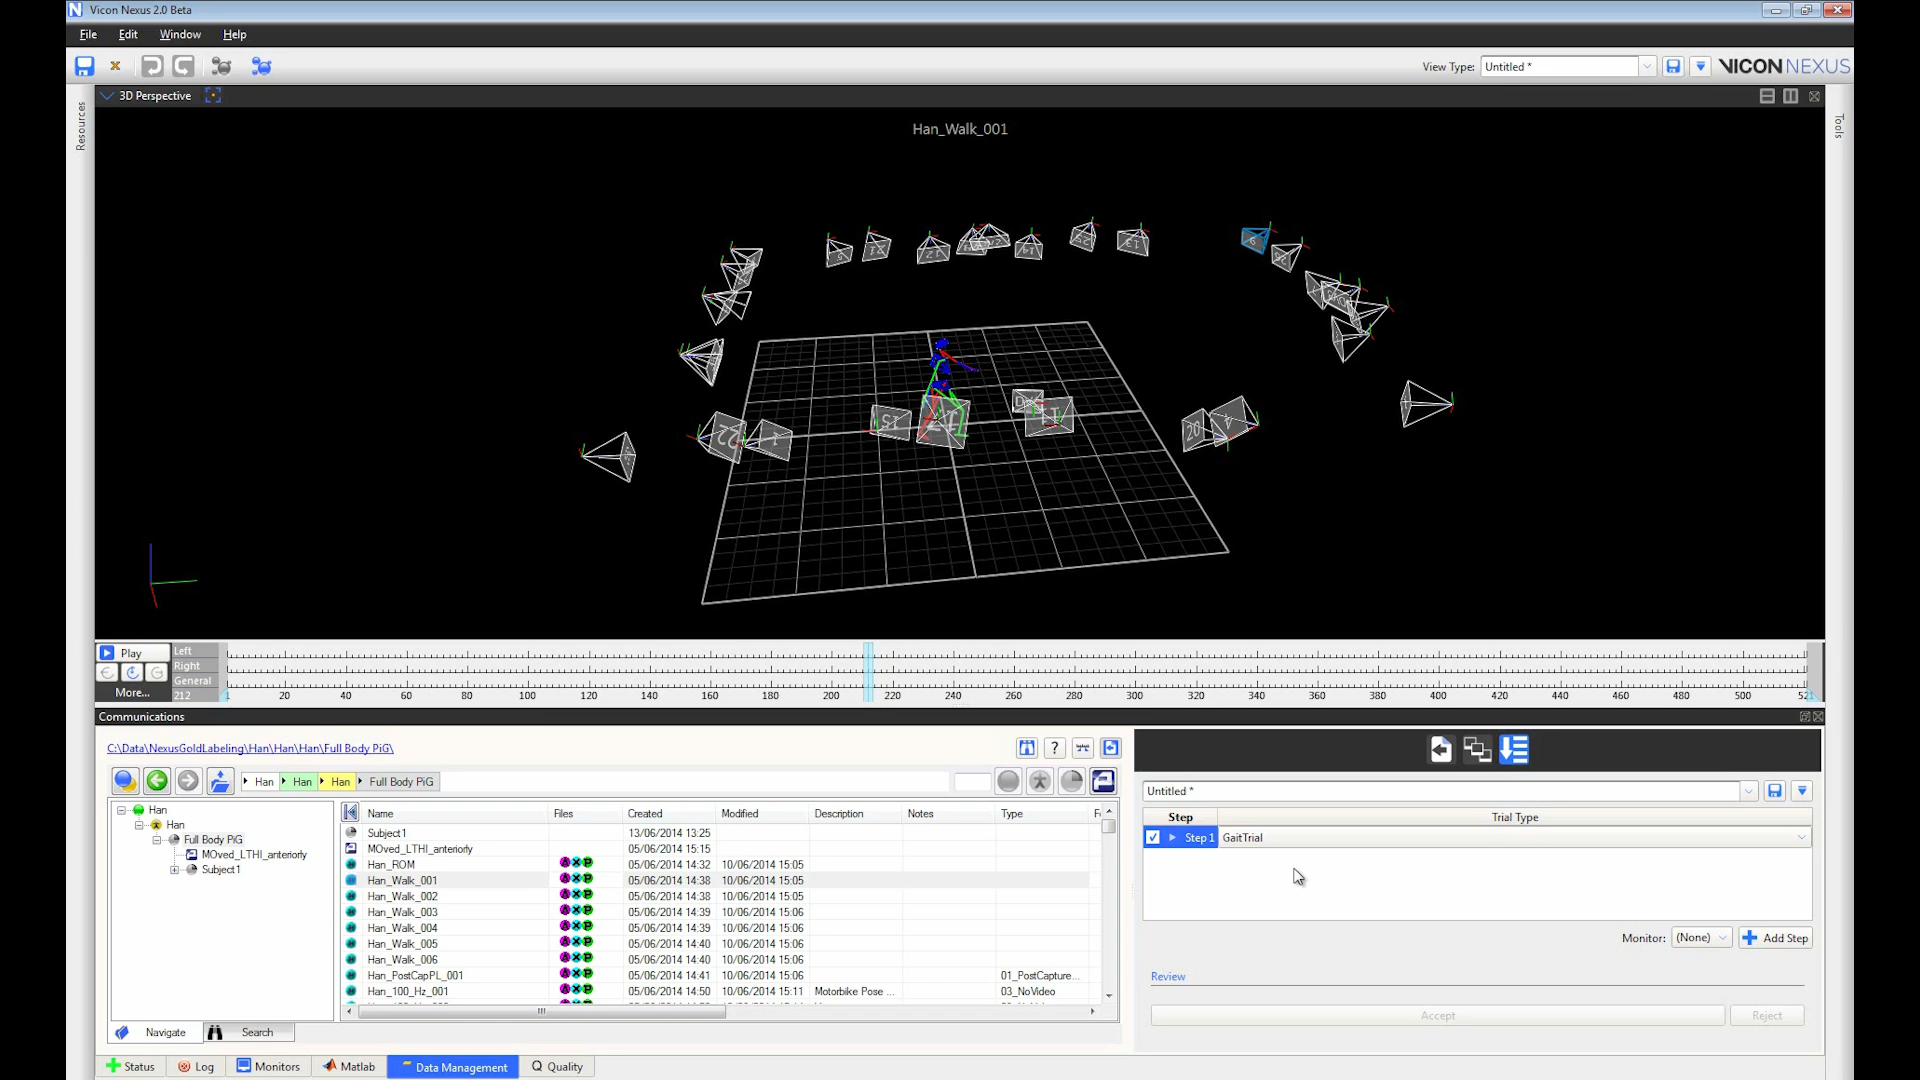 Vicon Nexus 2.0 Beta
File Edit Window Help
View Type: Untitled * VICON NEXUS
Resources
3D Perspective
Tools
Han_Walk_001
Play
Left
Right
General
More... 212
1 20 40 60 80 100 120 140 160 180 200 220 240 260 280 300 320 340 360 380 400 420 440 460 480 500 521
Communications
C:\Data\NexusGoldLabeling\Han\Han\Han\Full Body PiG\
Han Han Han Full Body PiG
Han
Han
Full Body PiG
MOved_LTHI_anteriorly
Subject1
Name Files Created Modified Description Notes Type
Subject1 13/06/2014 13:25
MOved_LTHI_anteriorly 05/06/2014 15:15
Han_ROM 05/06/2014 14:32 10/06/2014 15:05
Han_Walk_001 05/06/2014 14:38 10/06/2014 15:05
Han_Walk_002 05/06/2014 14:38 10/06/2014 15:05
Han_Walk_003 05/06/2014 14:39 10/06/2014 15:06
Han_Walk_004 05/06/2014 14:39 10/06/2014 15:06
Han_Walk_005 05/06/2014 14:40 10/06/2014 15:06
Han_Walk_006 05/06/2014 14:40 10/06/2014 15:06
Han_PostCapPL_001 05/06/2014 14:41 10/06/2014 15:06 01_PostCapture...
Han_100_Hz_001 05/06/2014 14:50 10/06/2014 15:11 Motorbike Pose ... 03_NoVideo
Navigate Search
Untitled *
Step Trial Type
Step 1 GaitTrial
Monitor: (None) Add Step
Review
Accept Reject
Status Log Monitors Matlab Data Management Quality